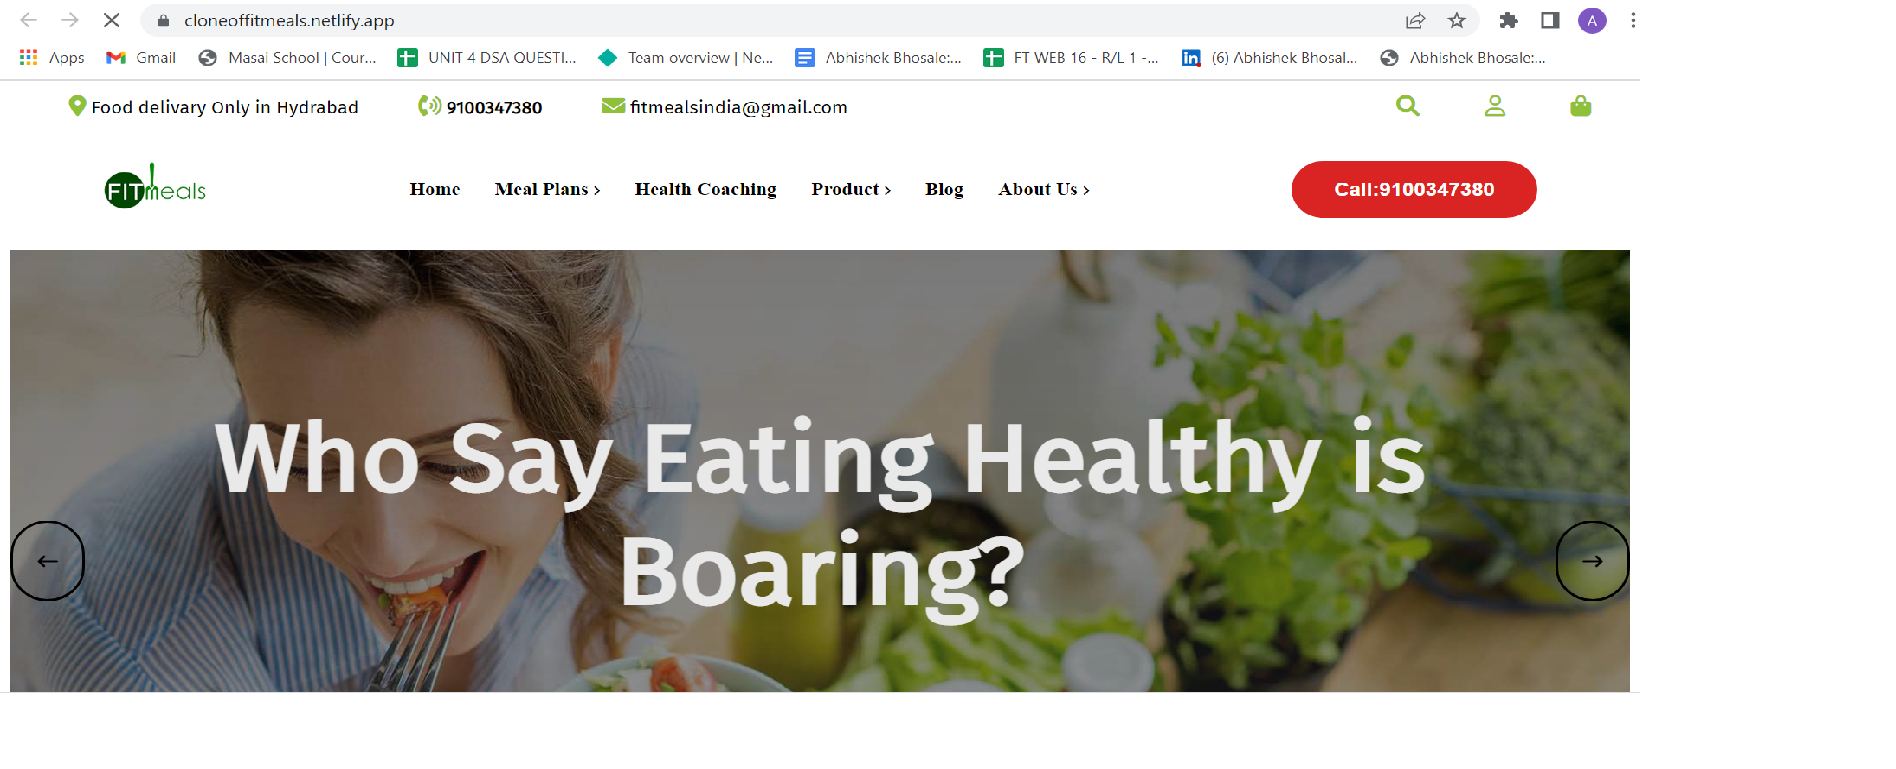 cloneoffitmeals.netlify.app
A
Apps Gmail Masai School | Cour... UNIT 4 DSA QUESTI... Team overview | Ne... Abhishek Bhosale:... FT WEB 16 - R/L 1 -... (6) Abhishek Bhosal... Abhishek Bhosale:...
Food delivary Only in Hydrabad 9100347380 fitmealsindia@gmail.com
FITmeals Home Meal Plans › Health Coaching Product › Blog About Us › Call:9100347380
Who Say Eating Healthy is
Boaring?